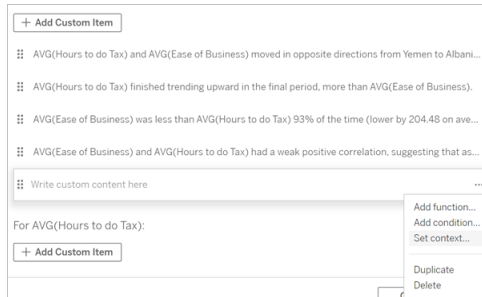 + Add Custom Item
AVG(Hours to do Tax) and AVG(Ease of Business) moved in opposite directions from Yemen to Albani...
AVG(Hours to do Tax) finished trending upward in the final period, more than AVG(Ease of Business).
AVG(Ease of Business) was less than AVG(Hours to do Tax) 93% of the time (lower by 204.48 on ave...
AVG(Ease of Business) and AVG(Hours to do Tax) had a weak positive correlation, suggesting that as...
Write custom content here
...
Add function...
Add condition...
Set context...
Duplicate
Delete
For AVG(Hours to do Tax):
+ Add Custom Item